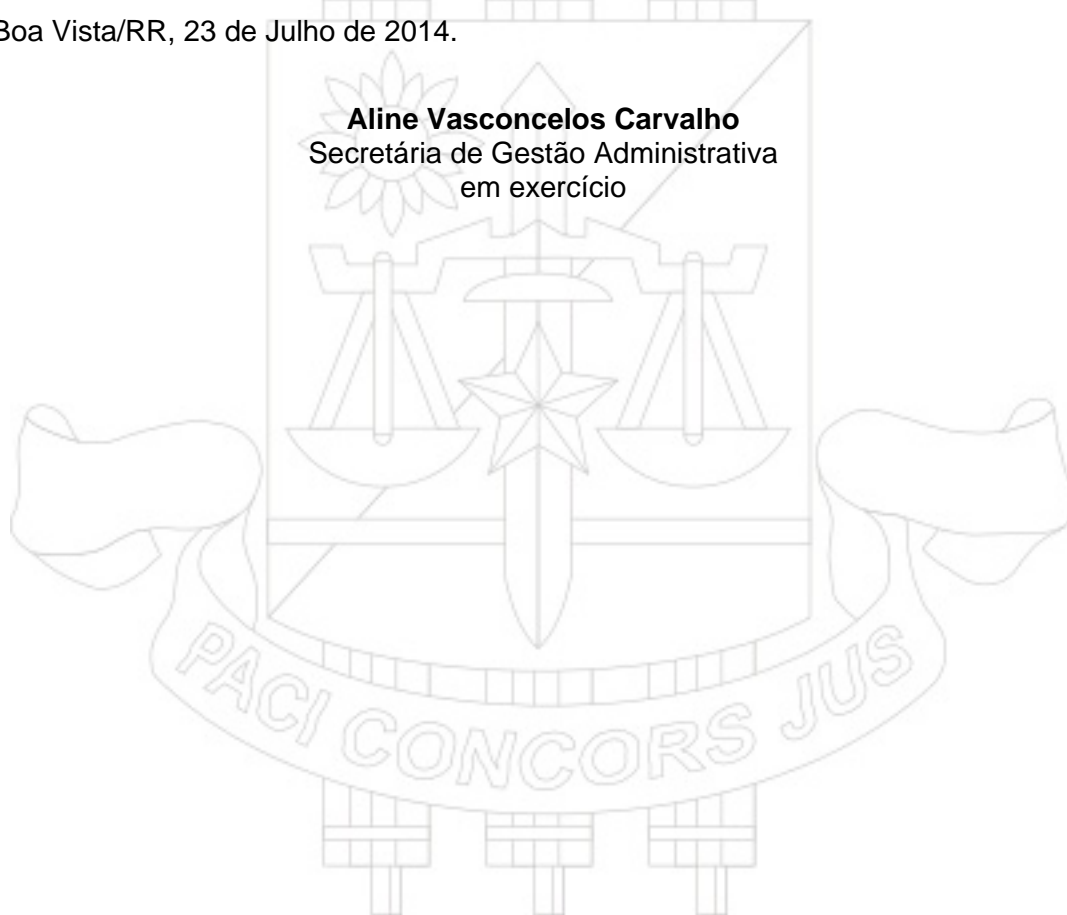 Boa Vista/RR, 23 de Julho de 2014.
Aline Vasconcelos Carvalho
Secretária de Gestão Administrativa
em exercício
PACI CONCORS JUS